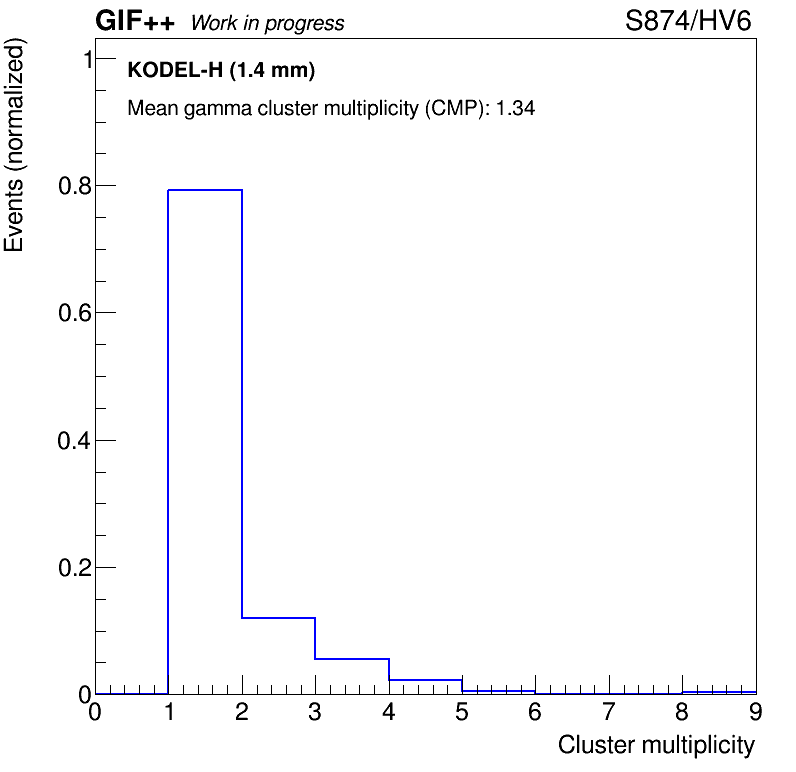 GIF++ Work in progress S874/HV6
KODEL-H (1.4 mm)
Mean gamma cluster multiplicity (CMP): 1.34
Events (normalized)
1
0.8
0.6
0.4
0.2
0
0 1 2 3 4 5 6 7 8 9
Cluster multiplicity